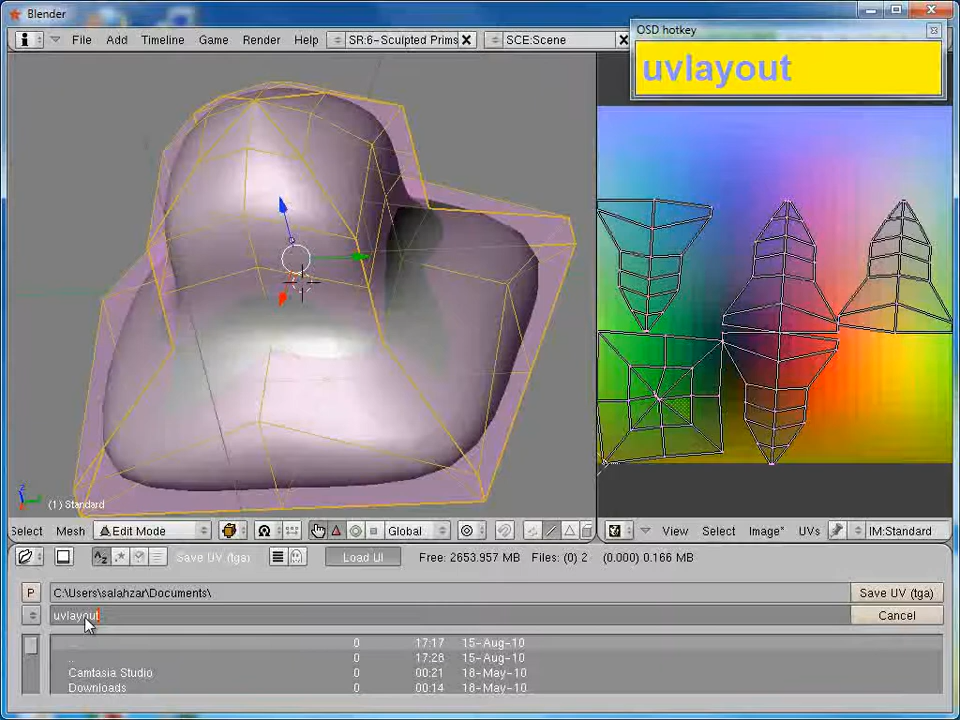 Blender
OSD hotkey
uvlayout
File Add Timeline Game Render Help SR:6-Sculpted Prims SCE:Scene
(1) Standard
Select Mesh Edit Mode Global View Select Image* UVs IM:Standard
Save UV (tga) Load UI Free: 2653.957 MB Files: (0) 2 (0.000) 0.166 MB
P C:\Users\salahzar\Documents\ Save UV (tga)
uvlayout Cancel
. 0 17:17 15-Aug-10
.. 0 17:28 15-Aug-10
Camtasia Studio 0 00:21 18-May-10
Downloads 0 00:14 18-May-10